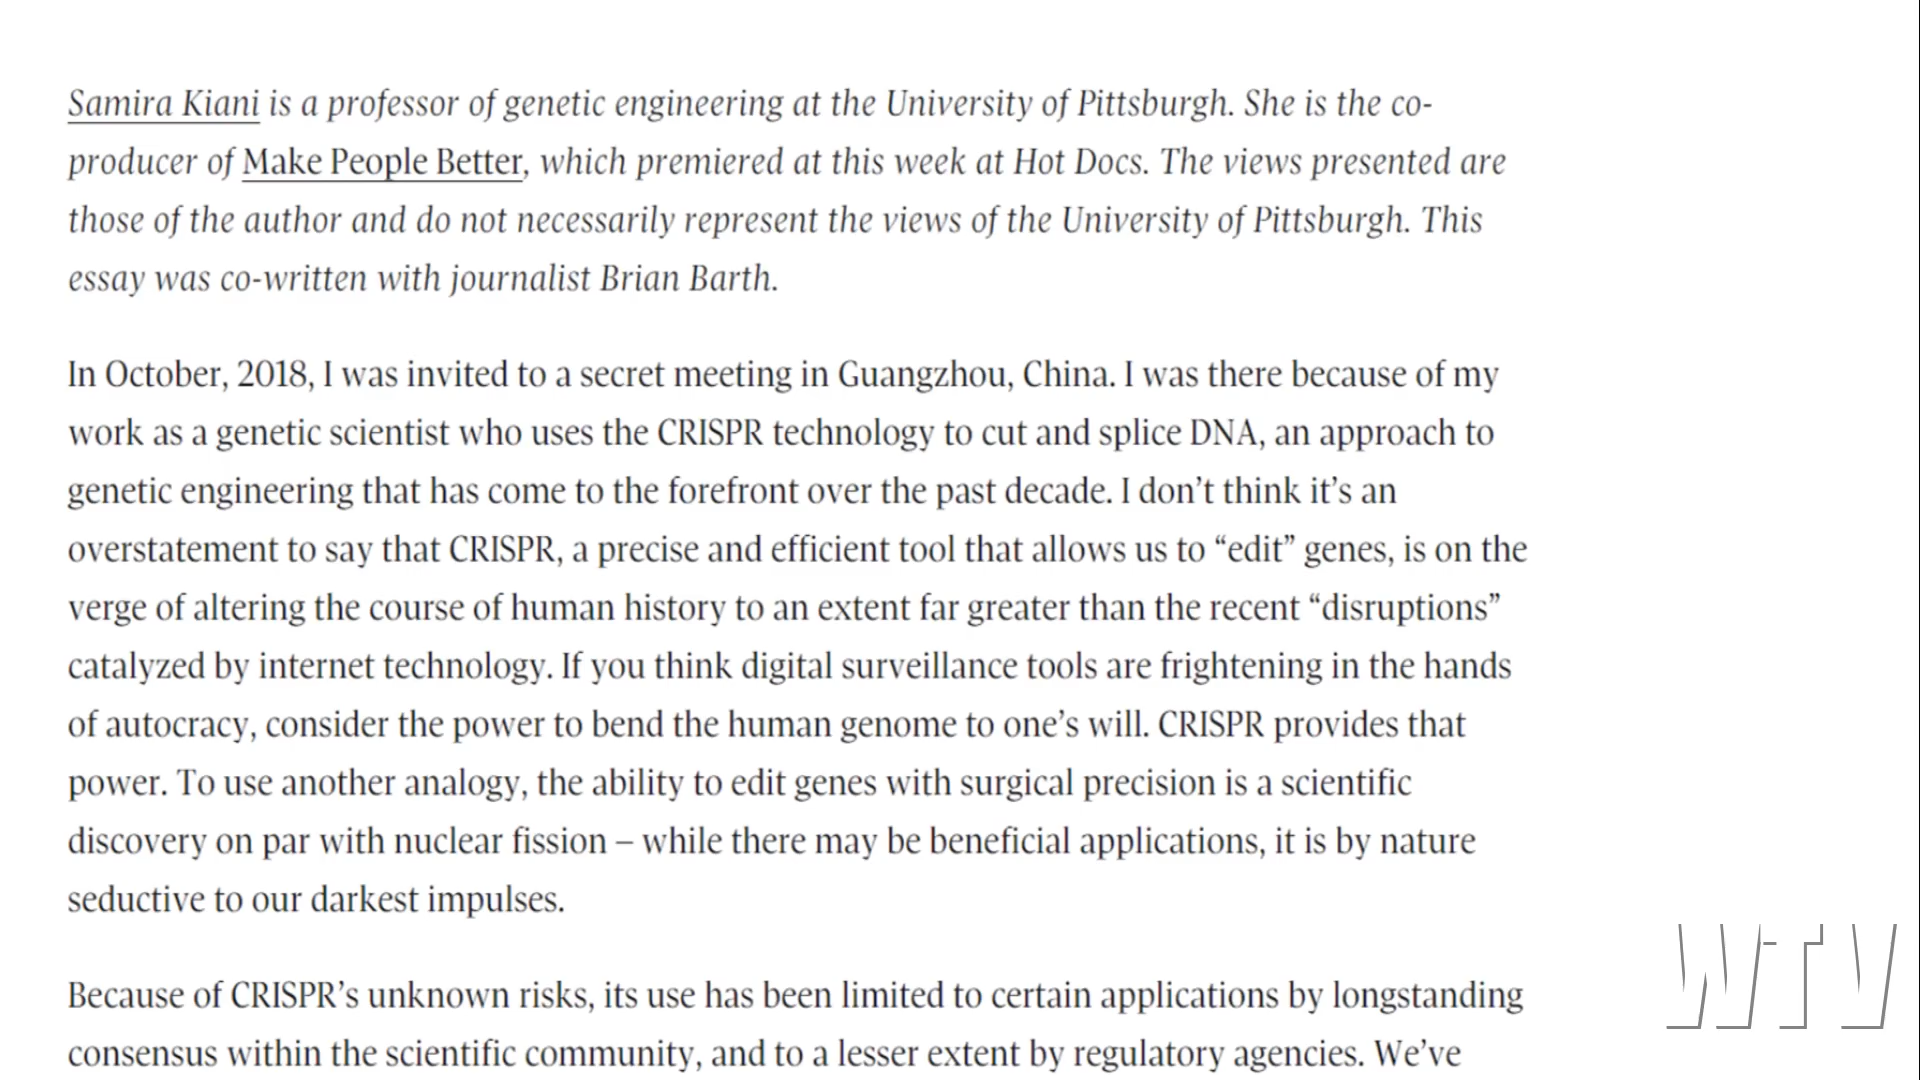 Samira Kiani is a professor of genetic engineering at the University of Pittsburgh. She is the co-
producer of Make People Better, which premiered at this week at Hot Docs. The views presented are
those of the author and do not necessarily represent the views of the University of Pittsburgh. This
essay was co-written with journalist Brian Barth.
In October, 2018, I was invited to a secret meeting in Guangzhou, China. I was there because of my
work as a genetic scientist who uses the CRISPR technology to cut and splice DNA, an approach to
genetic engineering that has come to the forefront over the past decade. I don’t think it’s an
overstatement to say that CRISPR, a precise and efficient tool that allows us to “edit” genes, is on the
verge of altering the course of human history to an extent far greater than the recent “disruptions”
catalyzed by internet technology. If you think digital surveillance tools are frightening in the hands
of autocracy, consider the power to bend the human genome to one’s will. CRISPR provides that
power. To use another analogy, the ability to edit genes with surgical precision is a scientific
discovery on par with nuclear fission – while there may be beneficial applications, it is by nature
seductive to our darkest impulses.
Because of CRISPR’s unknown risks, its use has been limited to certain applications by longstanding
consensus within the scientific community, and to a lesser extent by regulatory agencies. We’ve
WTV